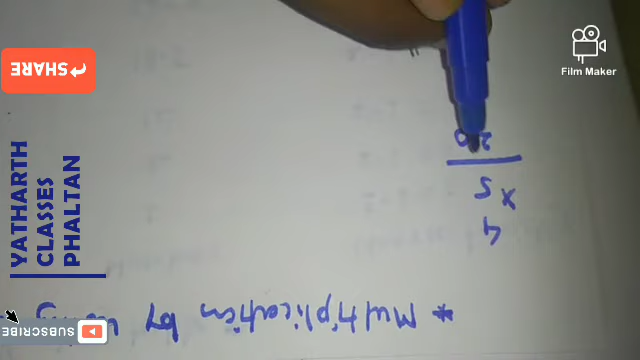 * Multiplication by
4
x 5
20
SHARE
YATHARTH
CLASSES
PHALTAN
SUBSCRIBE
Film Maker